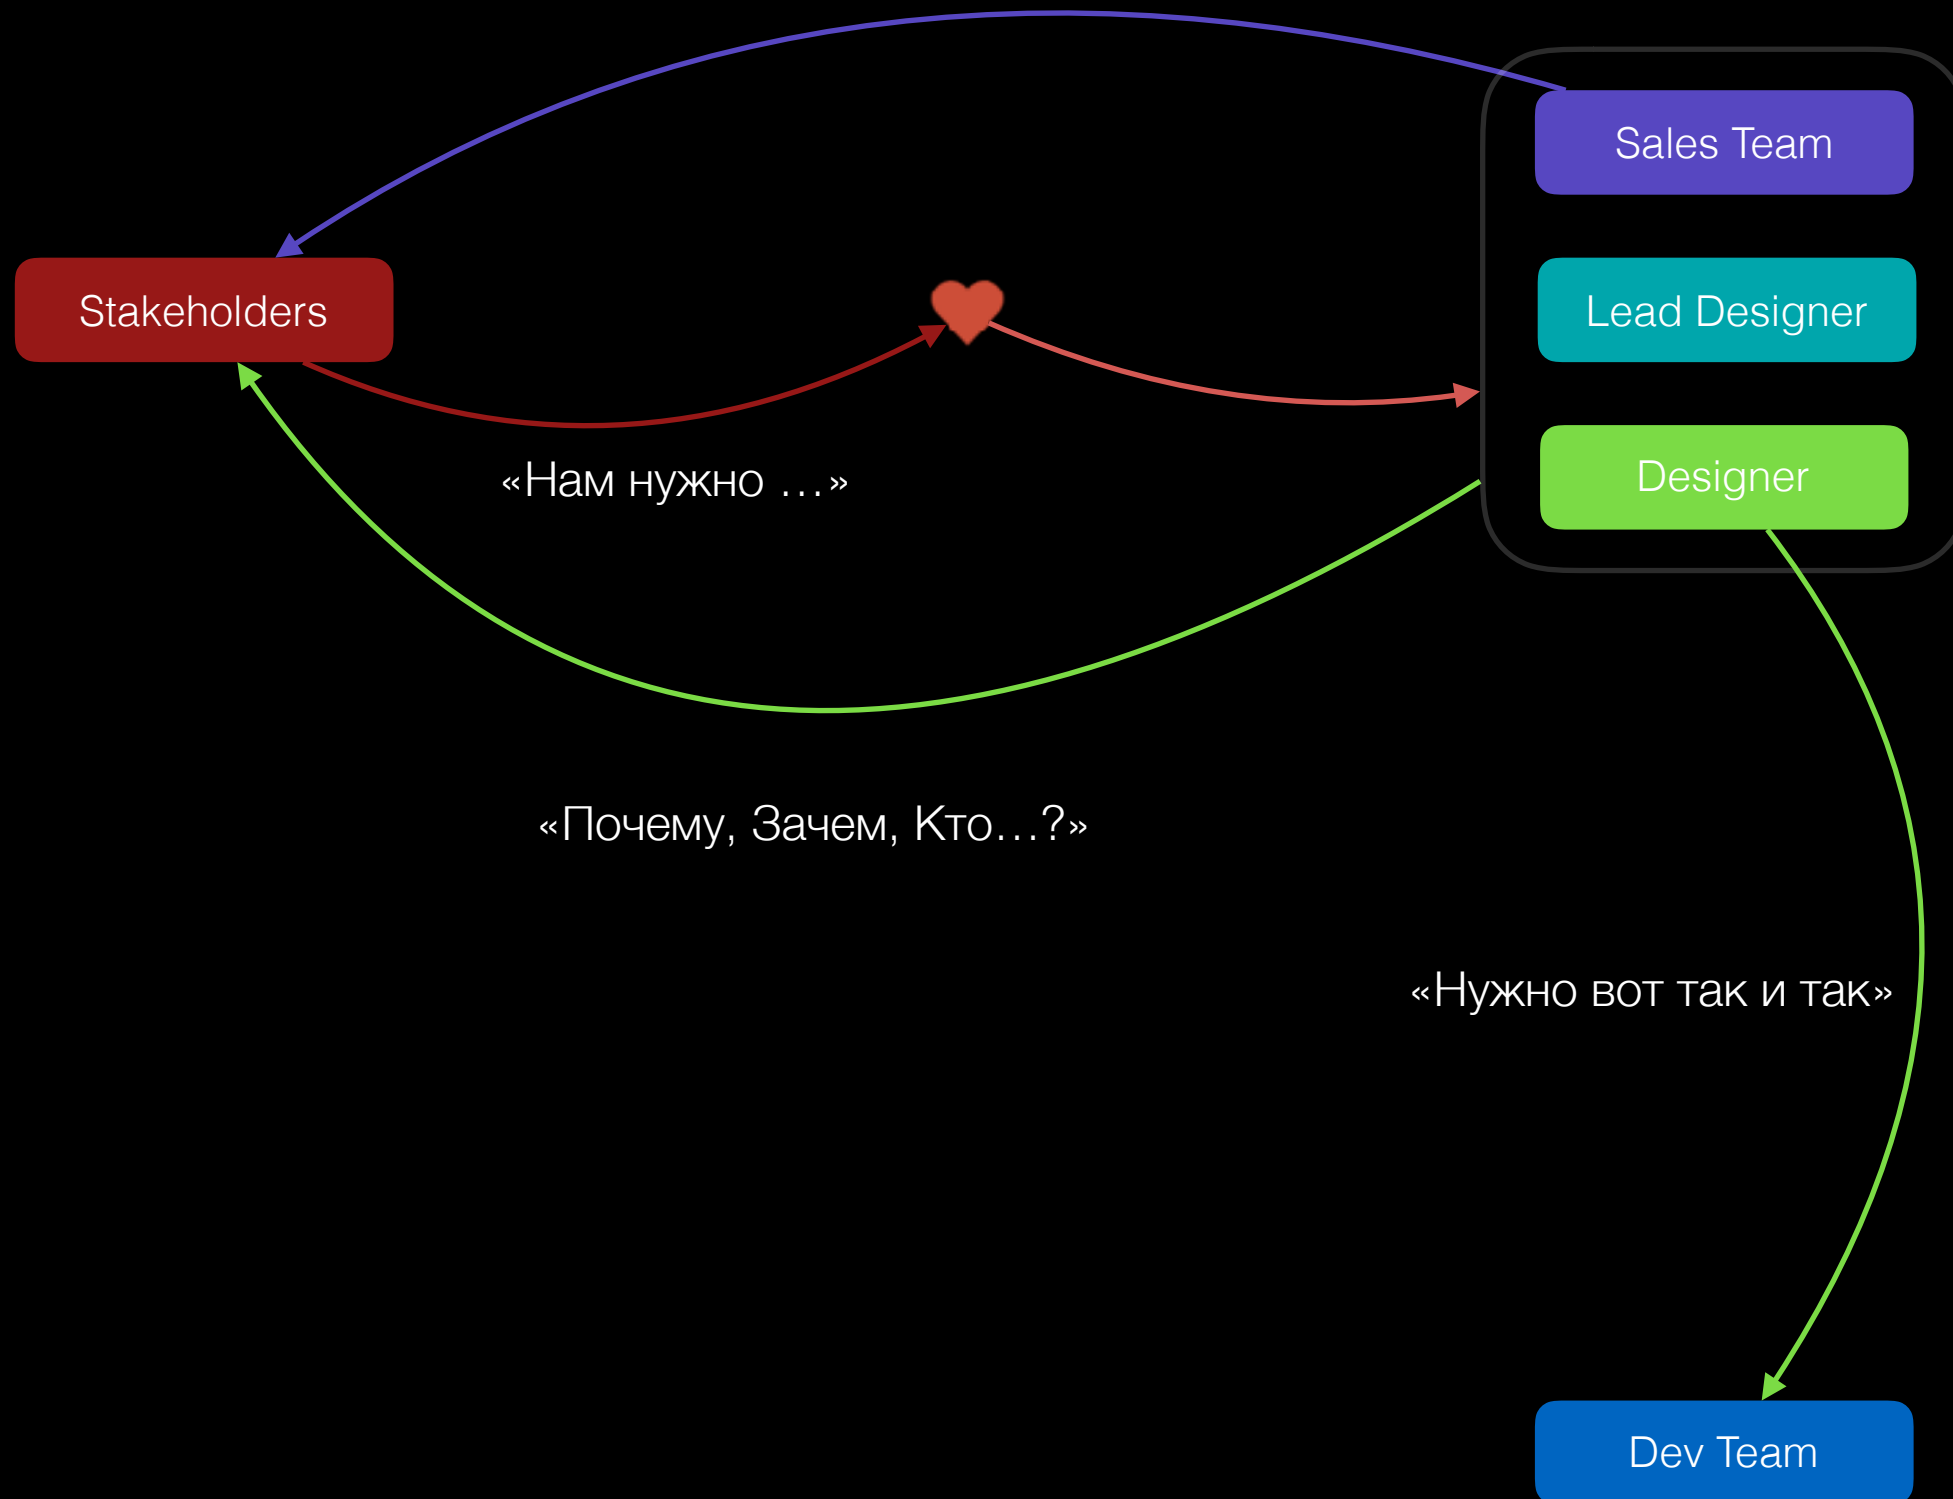 Sales Team
Stakeholders
Lead Designer
«Нам нужно …»
Designer
«Почему, Зачем, Кто…?»
«Нужно вот так и так»
Dev Team